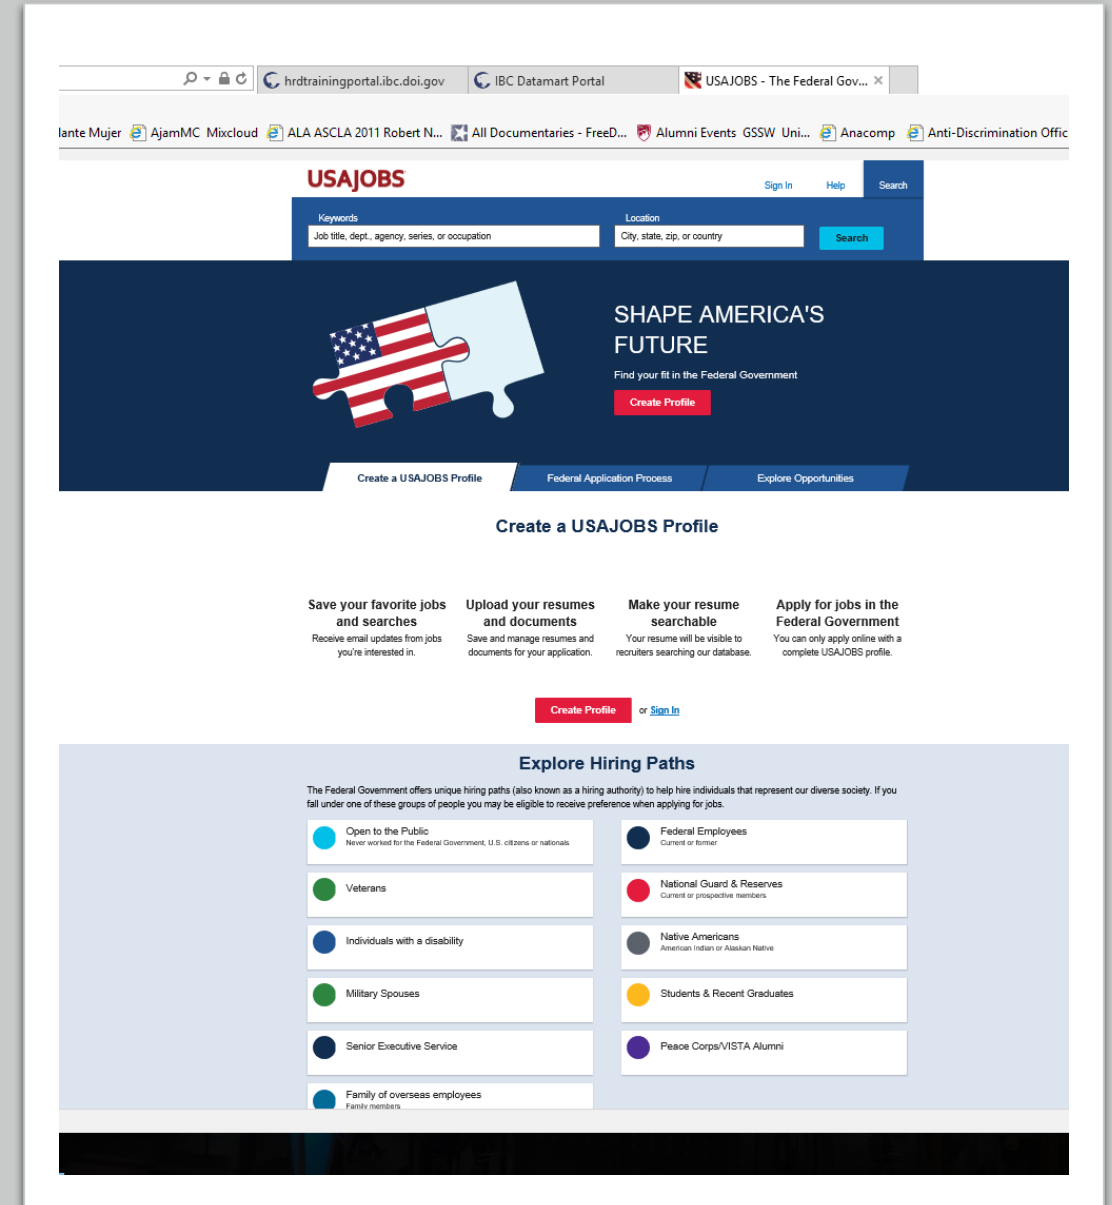 hrdtrainingportal.ibc.doi.gov
IBC Datamart Portal
USAJOBS - The Federal Gov...
lante Mujer AjamMC Mixcloud ALA ASCLA 2011 Robert N... All Documentaries - FreeD... Alumni Events GSSW Uni... Anacomp Anti-Discrimination Offic
USAJOBS
Sign In Help Search
Keywords Location
Job title, dept., agency, series, or occupation City, state, zip, or country Search
SHAPE AMERICA'S
FUTURE
Find your fit in the Federal Government
Create Profile
Create a USAJOBS Profile Federal Application Process Explore Opportunities
Create a USAJOBS Profile
Save your favorite jobs
and searches
Receive email updates from jobs
you're interested in.
Upload your resumes
and documents
Save and manage resumes and
documents for your application.
Make your resume
searchable
Your resume will be visible to
recruiters searching our database.
Apply for jobs in the
Federal Government
You can only apply online with a
complete USAJOBS profile.
Create Profile or Sign In
Explore Hiring Paths
The Federal Government offers unique hiring paths (also known as a hiring authority) to help hire individuals that represent our diverse society. If you
fall under one of these groups of people you may be eligible to receive preference when applying for jobs.
Open to the Public
Never worked for the Federal Government, U.S. citizens or nationals
Federal Employees
Current or former
Veterans
National Guard & Reserves
Current or prospective members
Individuals with a disability
Native Americans
American Indian or Alaskan Native
Military Spouses
Students & Recent Graduates
Senior Executive Service
Peace Corps/VISTA Alumni
Family of overseas employees
Family members